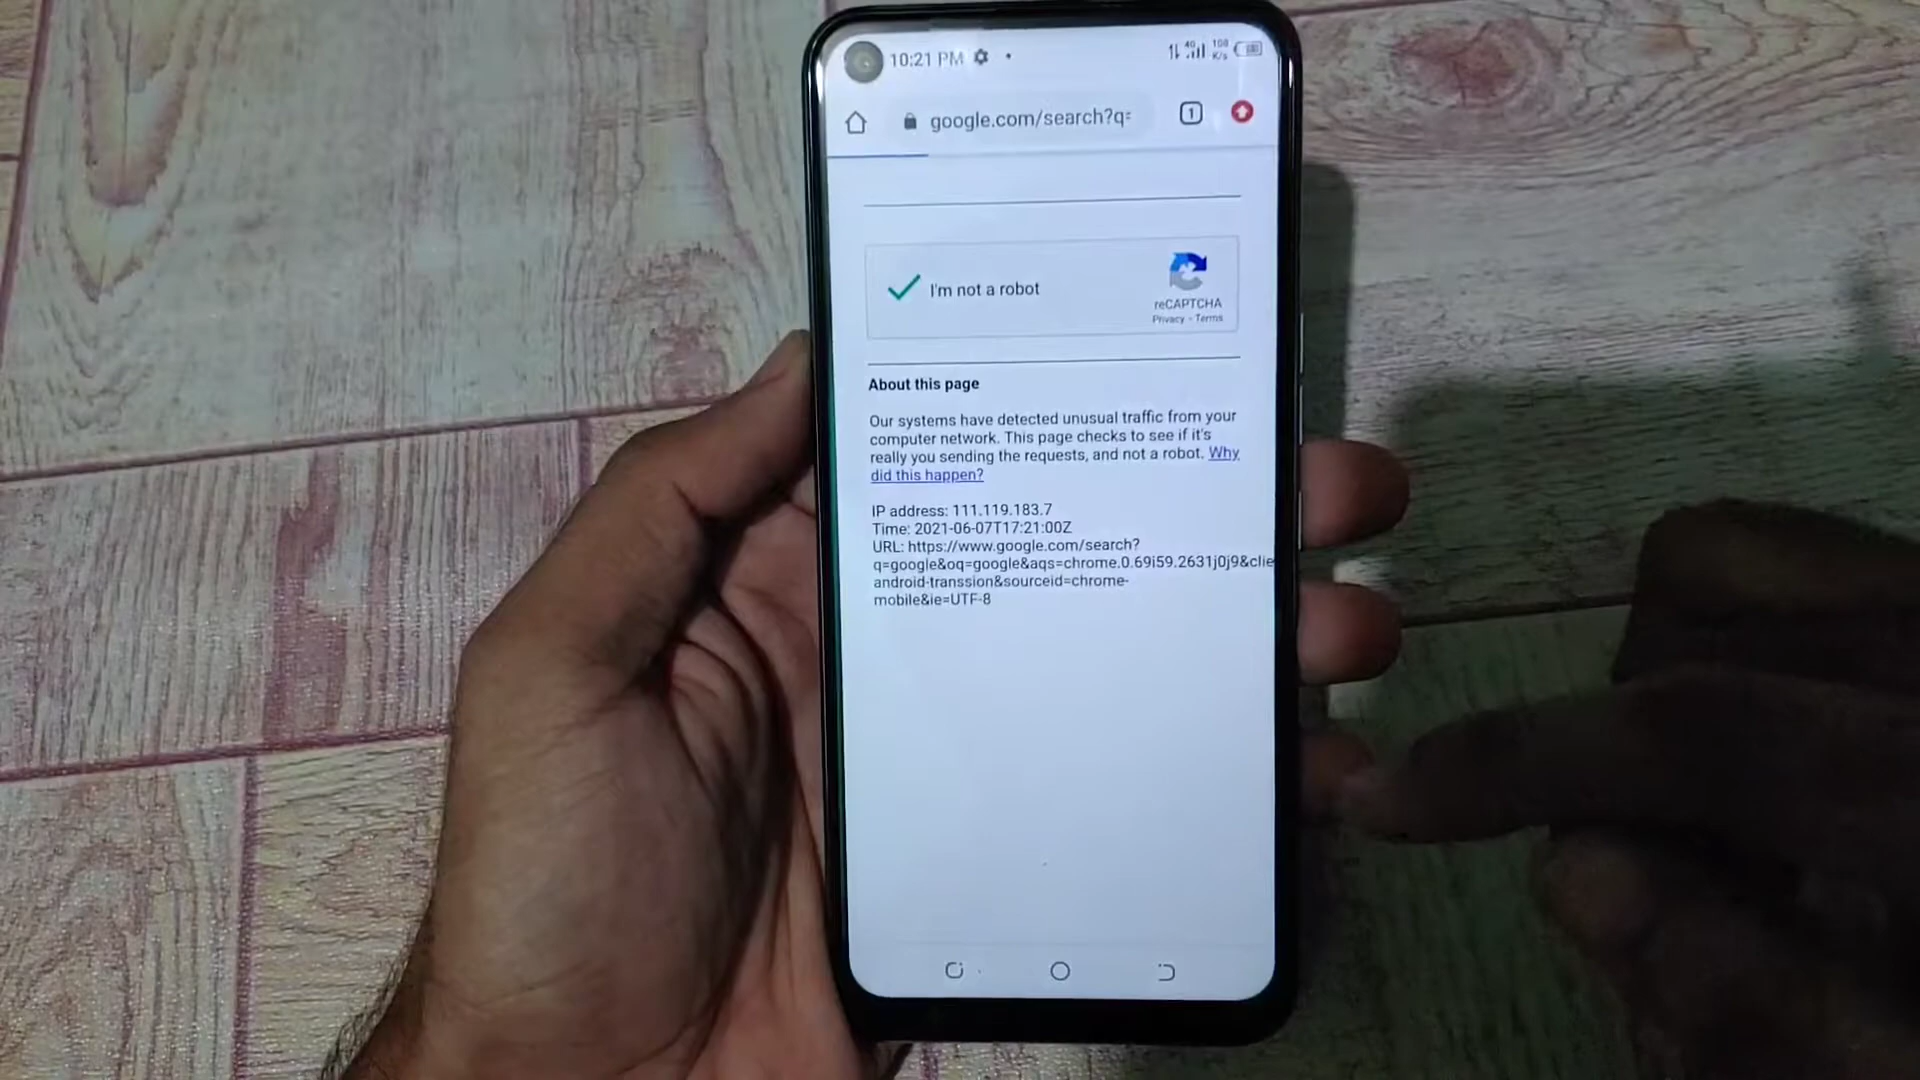 10:21 PM
4G
108
K/s
google.com/search?q=
1
I'm not a robot
reCAPTCHA
Privacy - Terms
About this page
Our systems have detected unusual traffic from your
computer network. This page checks to see if it's
really you sending the requests, and not a robot. Why
did this happen?
IP address: 111.119.183.7
Time: 2021-06-07T17:21:00Z
URL: https://www.google.com/search?
q=google&oq=google&aqs=chrome.0.69i59.2631j0j9&clie
android-transsion&sourceid=chrome-
mobile&ie=UTF-8